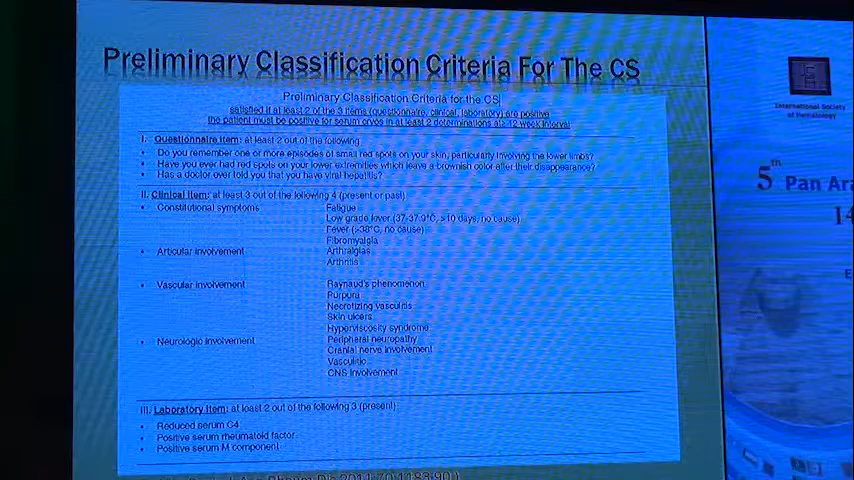 Preliminary Classification Criteria For The CS
Preliminary Classification Criteria for the CS
satisfied if at least 2 of the 3 items (questionnaire, clinical, laboratory) are positive
the patient must be positive for serum cryos in at least 2 determinations at≥ 12 week interval
I. Questionnaire item: at least 2 out of the following
• Do you remember one or more episodes of small red spots on your skin, particularly involving the lower limbs?
• Have you ever had red spots on your lower extremities which leave a brownish color after their disappearance?
• Has a doctor ever told you that you have viral hepatitis?
II. Clinical item: at least 3 out of the following 4 (present or past)
• Constitutional symptoms Fatigue
Low grade fever (37-37.9°C, >10 days, no cause)
Fever (>38°C, no cause)
Fibromyalgia
• Articular involvement Arthralgias
Arthritis
• Vascular involvement Raynaud's phenomenon
Purpura
Necrotizing vasculitis
Skin ulcers
Hyperviscosity syndrome
• Neurologic involvement Peripheral neuropathy
Cranial nerve involvement
Vasculitic
CNS involvement
III. Laboratory item: at least 2 out of the following 3 (present)
• Reduced serum C4
• Positive serum rheumatoid factor
• Positive serum M component
International Society
of Hematology
5th Pan Ara
14
E